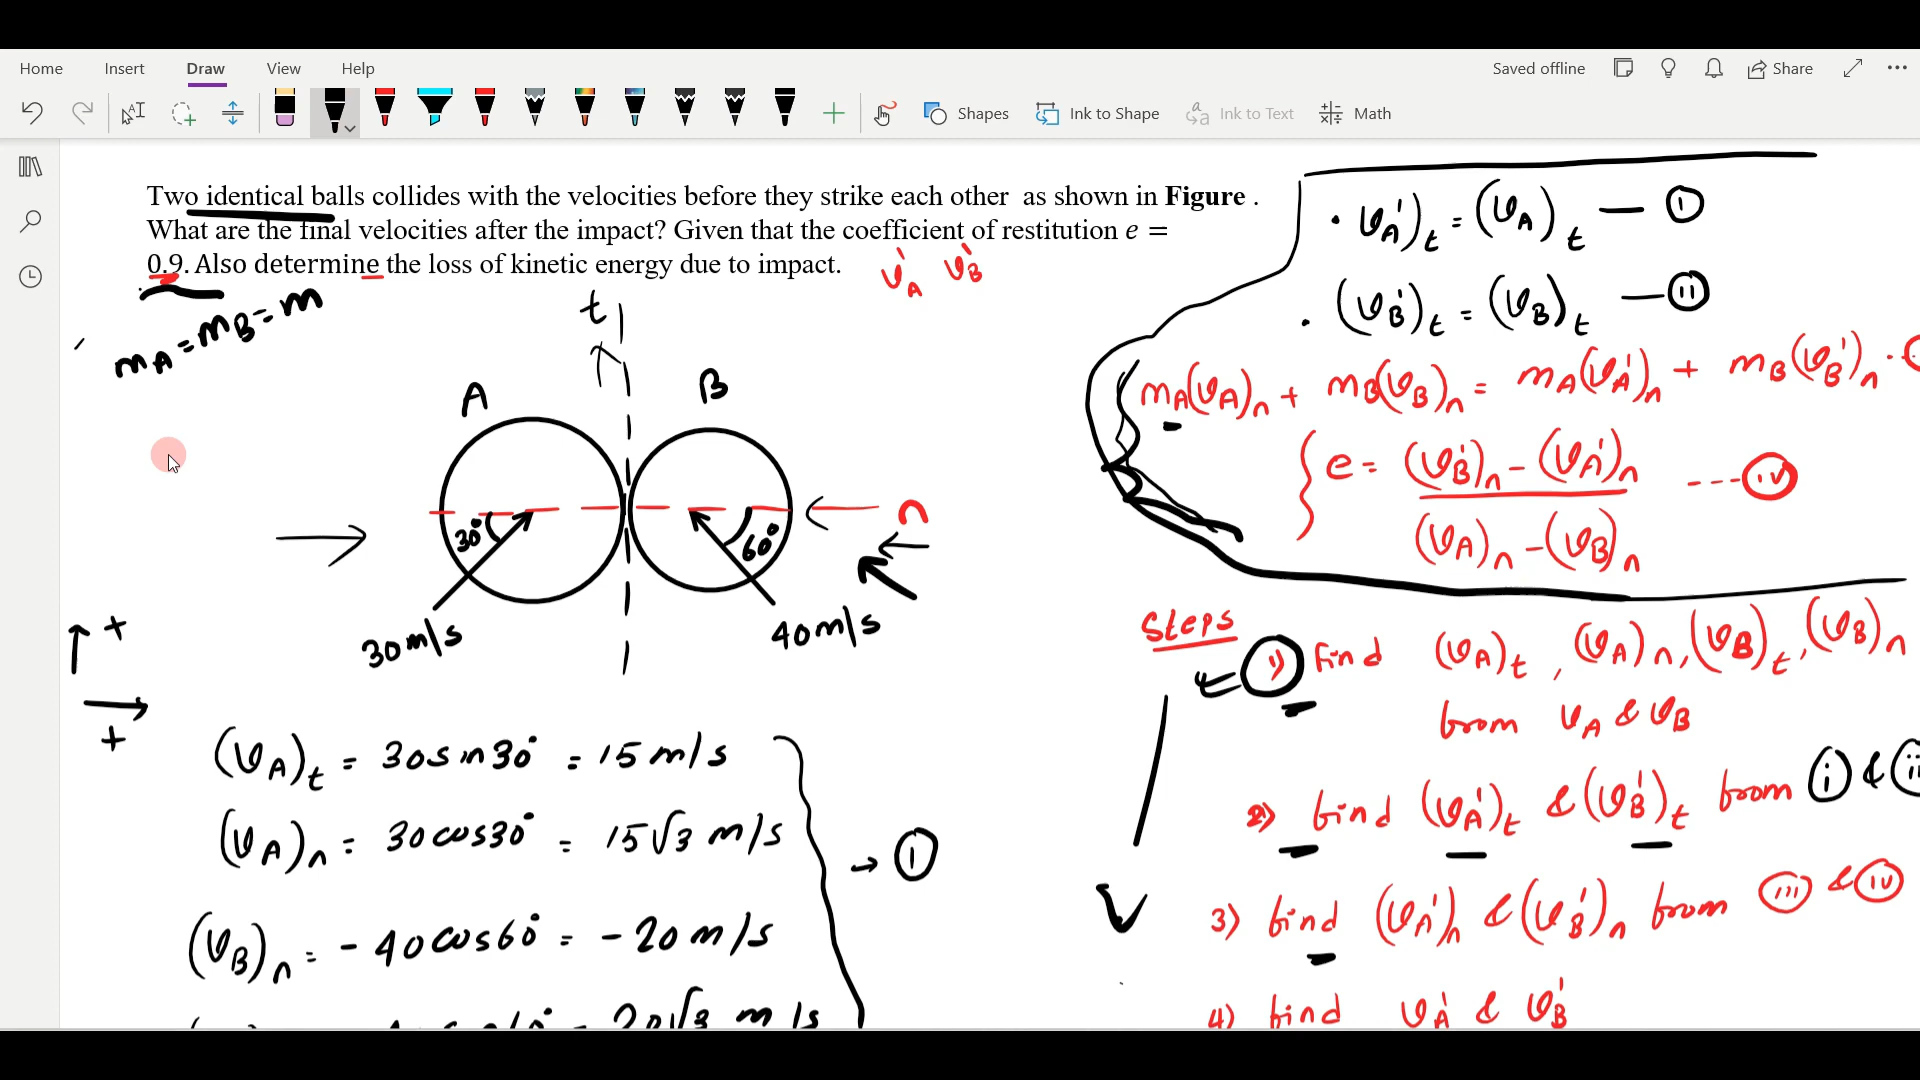 Home Insert Draw View Help Saved offline Share
Shapes Ink to Shape Ink to Text Math
Two identical balls collides with the velocities before they strike each other as shown in Figure .
What are the final velocities after the impact? Given that the coefficient of restitution e =
0.9. Also determine the loss of kinetic energy due to impact.
v'A v'B
mA = mB = m
t
A B
30° 60°
n
30m/s 40m/s
+
+
(vA)t = 30sin30° = 15 m/s
(vA)n = 30cos30° = 15√3 m/s
→ ①
(vB)n = - 40cos60° = - 20 m/s
20√3 m/s
• v'A)t = (vA)t — ⓘ
• (v'B)t = (vB)t — ⓘⓘ
mA(vA)n + mB(vB)n = mA(v'A)n + mB(v'B)n
e = (v'B)n - (v'A)n --- (iv)
(vA)n - (vB)n
Steps
1) Find (vA)t, (vA)n, (vB)t, (vB)n
from vA & vB
2) find (v'A)t & (v'B)t from (i) & (ii
3) find (v'A)n & (v'B)n from (iii) & (iv)
4) find v'A & v'B